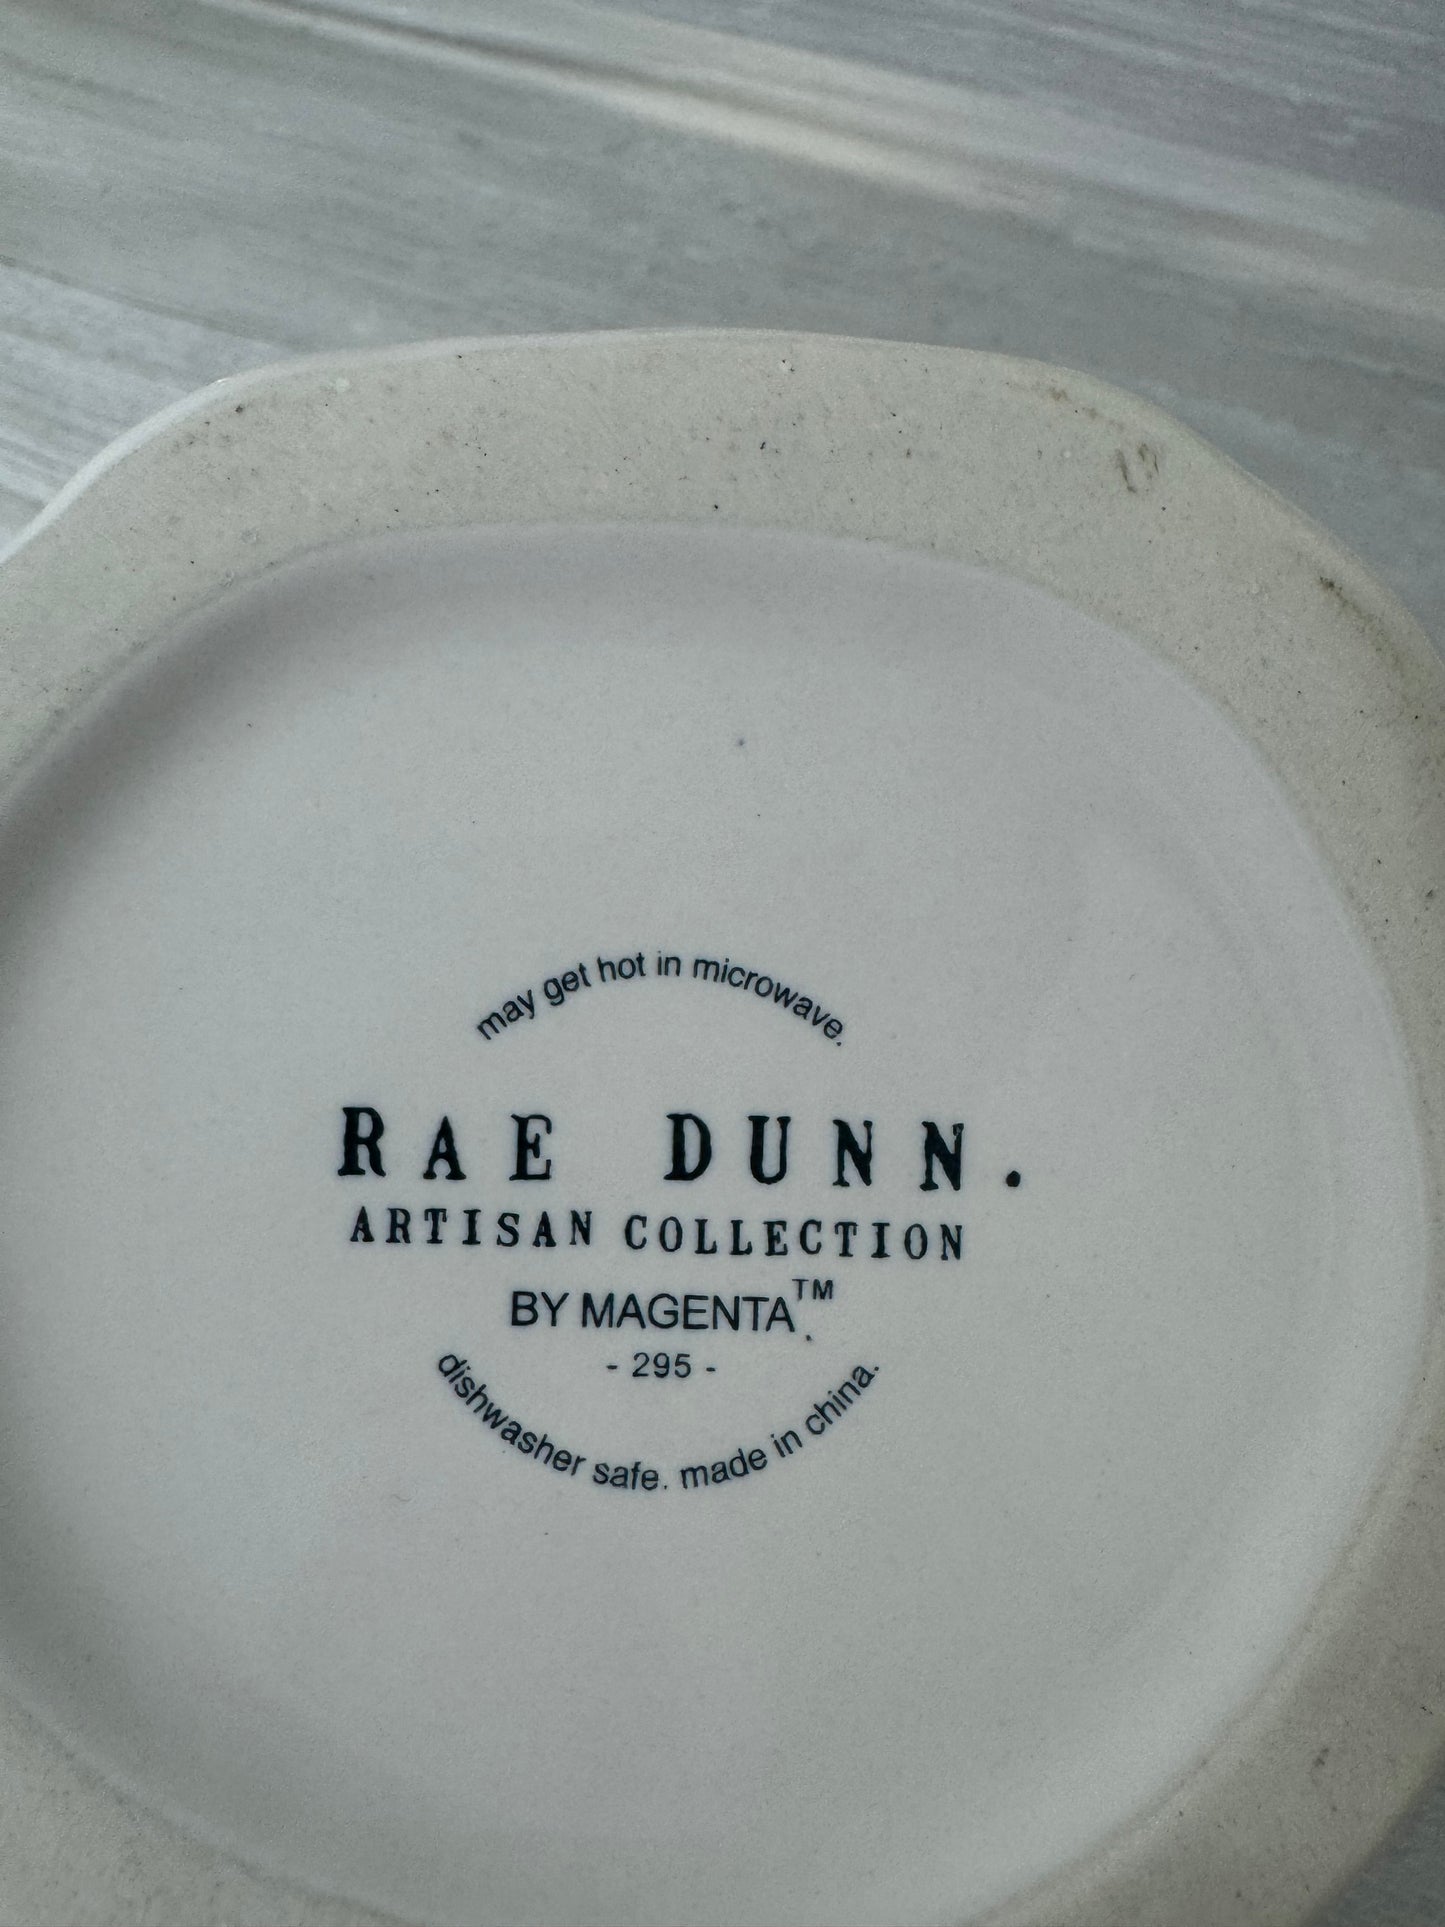 may get hot in microwave.
RAE DUNN.
ARTISAN COLLECTION
BY MAGENTA™.
- 295 -
dishwasher safe. made in china.